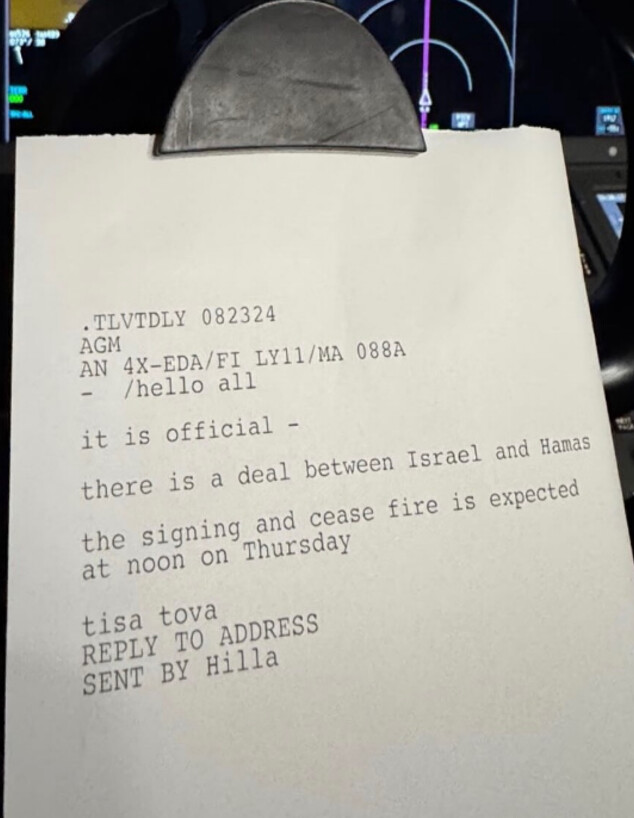 .TLVTDLY 082324
AGM
AN 4X-EDA/FI LY11/MA 088A
-  /hello all
it is official -
there is a deal between Israel and Hamas
the signing and cease fire is expected
at noon on Thursday
tisa tova
REPLY TO ADDRESS
SENT BY Hilla